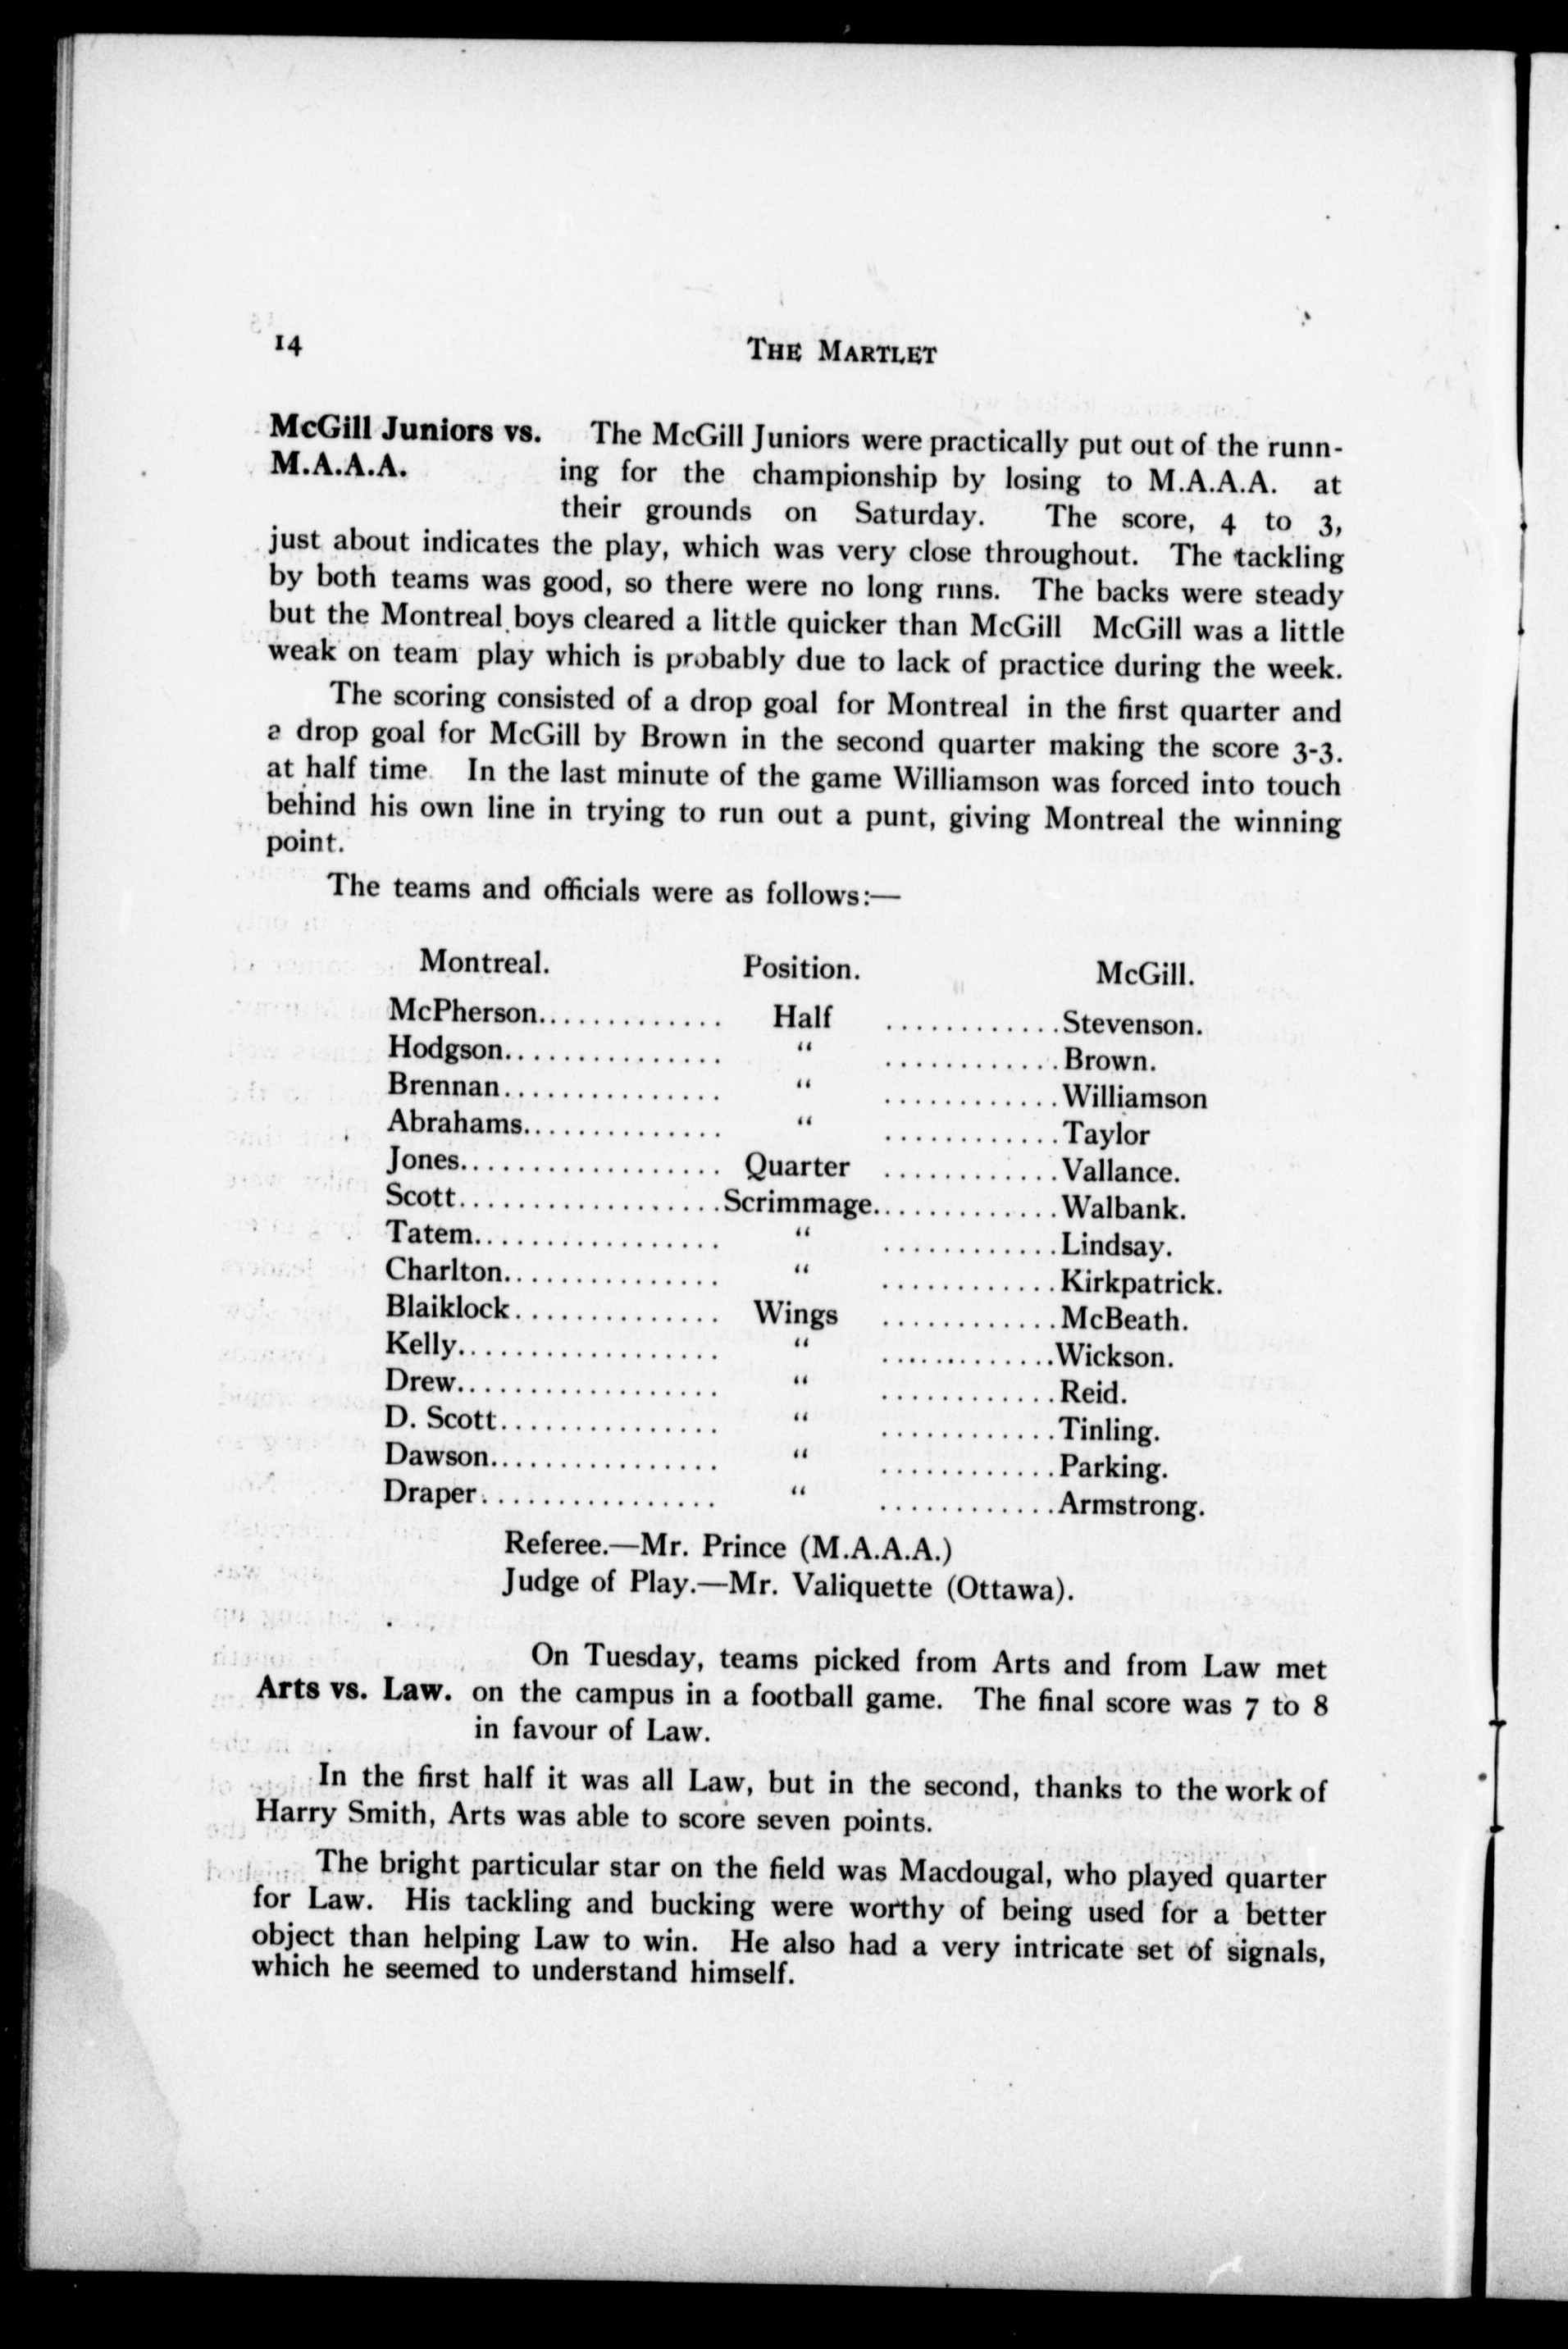 14
THE MARTLET
McGill Juniors vs.
M.A.A.A.
The McGill Juniors were practically put out of the runn-
ing for the championship by losing to M.A.A.A. at
their grounds on Saturday. The score, 4 to 3,
just about indicates the play, which was very close throughout. The tackling
by both teams was good, so there were no long runs. The backs were steady
but the Montreal boys cleared a little quicker than McGill McGill was a little
weak on team play which is probably due to lack of practice during the week.
The scoring consisted of a drop goal for Montreal in the first quarter and
a drop goal for McGill by Brown in the second quarter making the score 3-3.
at half time. In the last minute of the game Williamson was forced into touch
behind his own line in trying to run out a punt, giving Montreal the winning
point.
The teams and officials were as follows:—
Montreal. Position. McGill.
McPherson............. Half ............Stevenson.
Hodgson............... " ............Brown.
Brennan............... " ............Williamson
Abrahams.............. " ............Taylor
Jones.................. Quarter ............Vallance.
Scott...................Scrimmage.............Walbank.
Tatem................. " ............Lindsay.
Charlton............... " ............Kirkpatrick.
Blaiklock.............. Wings ............McBeath.
Kelly.................. " ............Wickson.
Drew.................. " ............Reid.
D. Scott............... " ............Tinling.
Dawson................ " ............Parking.
Draper................ " ............Armstrong.
Referee.—Mr. Prince (M.A.A.A.)
Judge of Play.—Mr. Valiquette (Ottawa).
Arts vs. Law.
On Tuesday, teams picked from Arts and from Law met
on the campus in a football game. The final score was 7 to 8
in favour of Law.
In the first half it was all Law, but in the second, thanks to the work of
Harry Smith, Arts was able to score seven points.
The bright particular star on the field was Macdougal, who played quarter
for Law. His tackling and bucking were worthy of being used for a better
object than helping Law to win. He also had a very intricate set of signals,
which he seemed to understand himself.